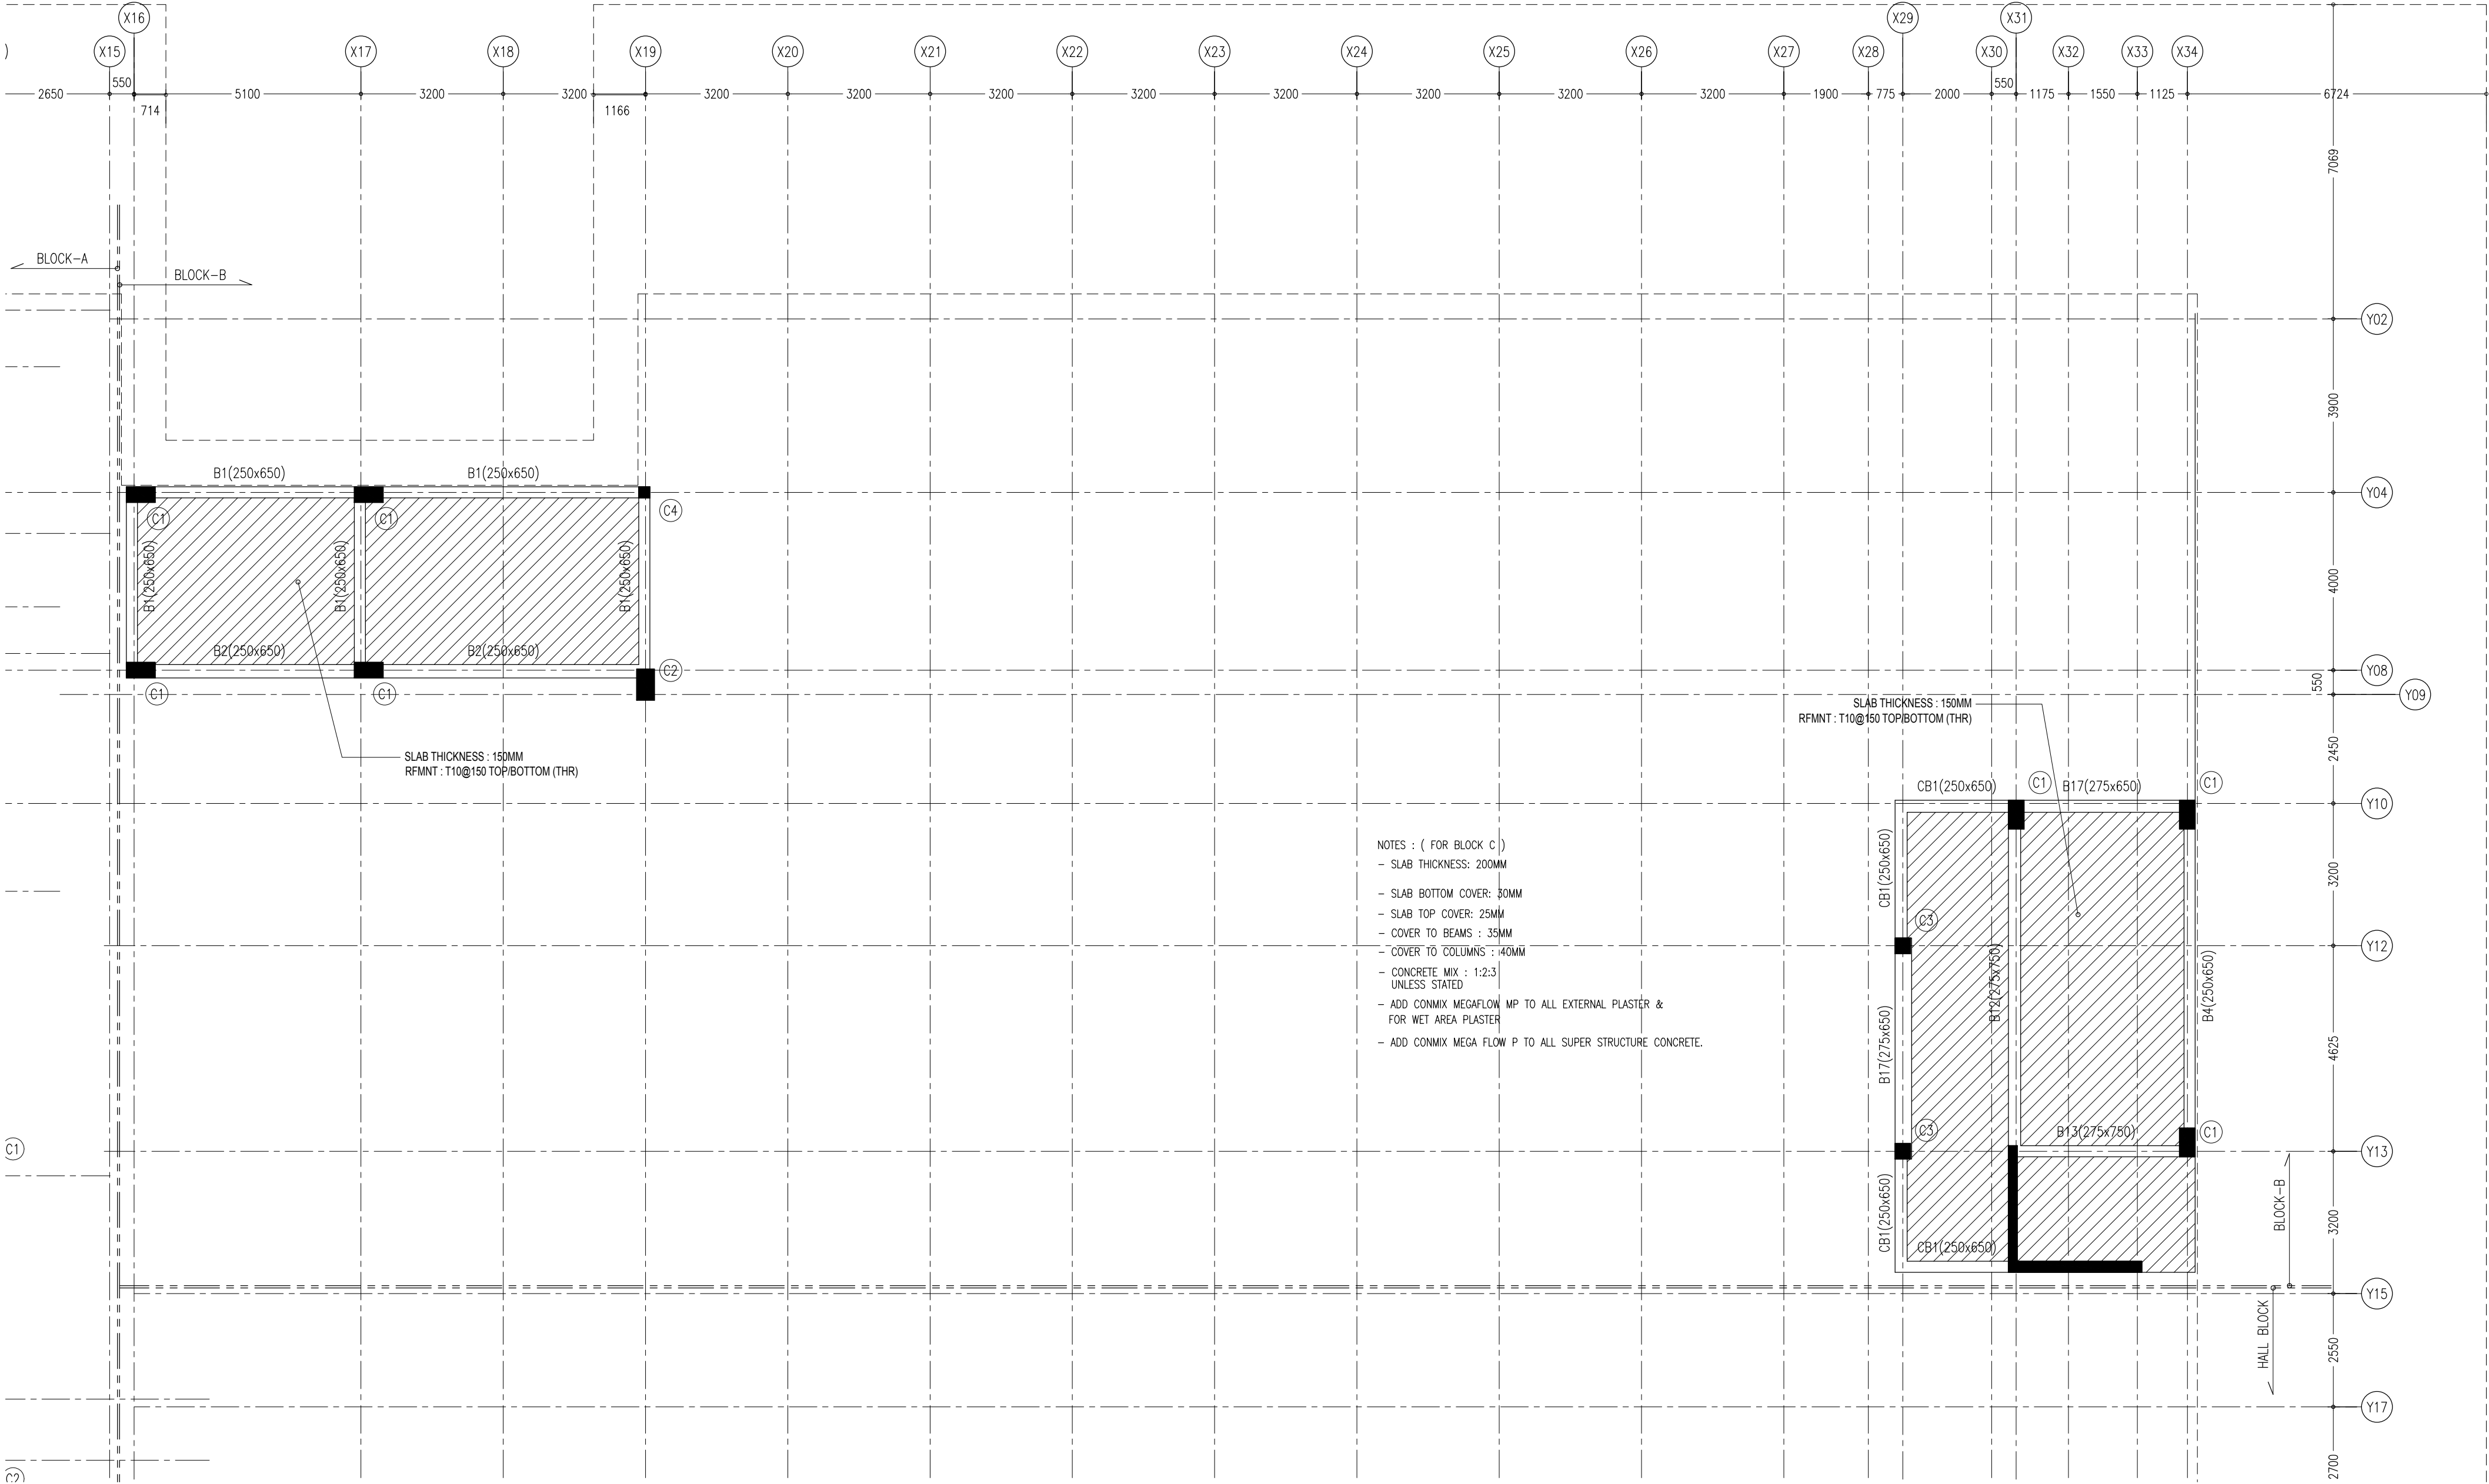 X16
X29
X31
X15
X17
X18
X19
X20
X21
X22
X23
X24
X25
X26
X27
X28
X30
X32
X33
X34
550
550
2650
5100
3200
3200
3200
3200
3200
3200
3200
3200
3200
3200
1900
775
2000
1175
1550
1125
6724
714
1166
7069
BLOCK-A
BLOCK-B
Y02
3900
B1(250x650)
B1(250x650)
Y04
C1
C1
C4
B1(250x650)
B1(250x650)
B1(250x650)
4000
B2(250x650)
B2(250x650)
C2
Y08
C1
C1
550
Y09
SLAB THICKNESS : 150MM
RFMNT : T10@150 TOP/BOTTOM (THR)
SLAB THICKNESS : 150MM
RFMNT : T10@150 TOP/BOTTOM (THR)
2450
CB1(250x650)
C1
B17(275x650)
C1
Y10
NOTES : ( FOR BLOCK C )
- SLAB THICKNESS: 200MM
- SLAB BOTTOM COVER: 30MM
- SLAB TOP COVER: 25MM
- COVER TO BEAMS : 35MM
- COVER TO COLUMNS : 40MM
- CONCRETE MIX : 1:2:3
UNLESS STATED
- ADD CONMIX MEGAFLOW MP TO ALL EXTERNAL PLASTER &
FOR WET AREA PLASTER
- ADD CONMIX MEGA FLOW P TO ALL SUPER STRUCTURE CONCRETE.
CB1(250x650)
3200
C3
Y12
B12(275x750)
B4(250x650)
B17(275x650)
4625
C3
B13(275x750)
C1
C1
Y13
CB1(250x650)
CB1(250x650)
BLOCK-B
3200
Y15
HALL BLOCK
2550
Y17
2700
C2